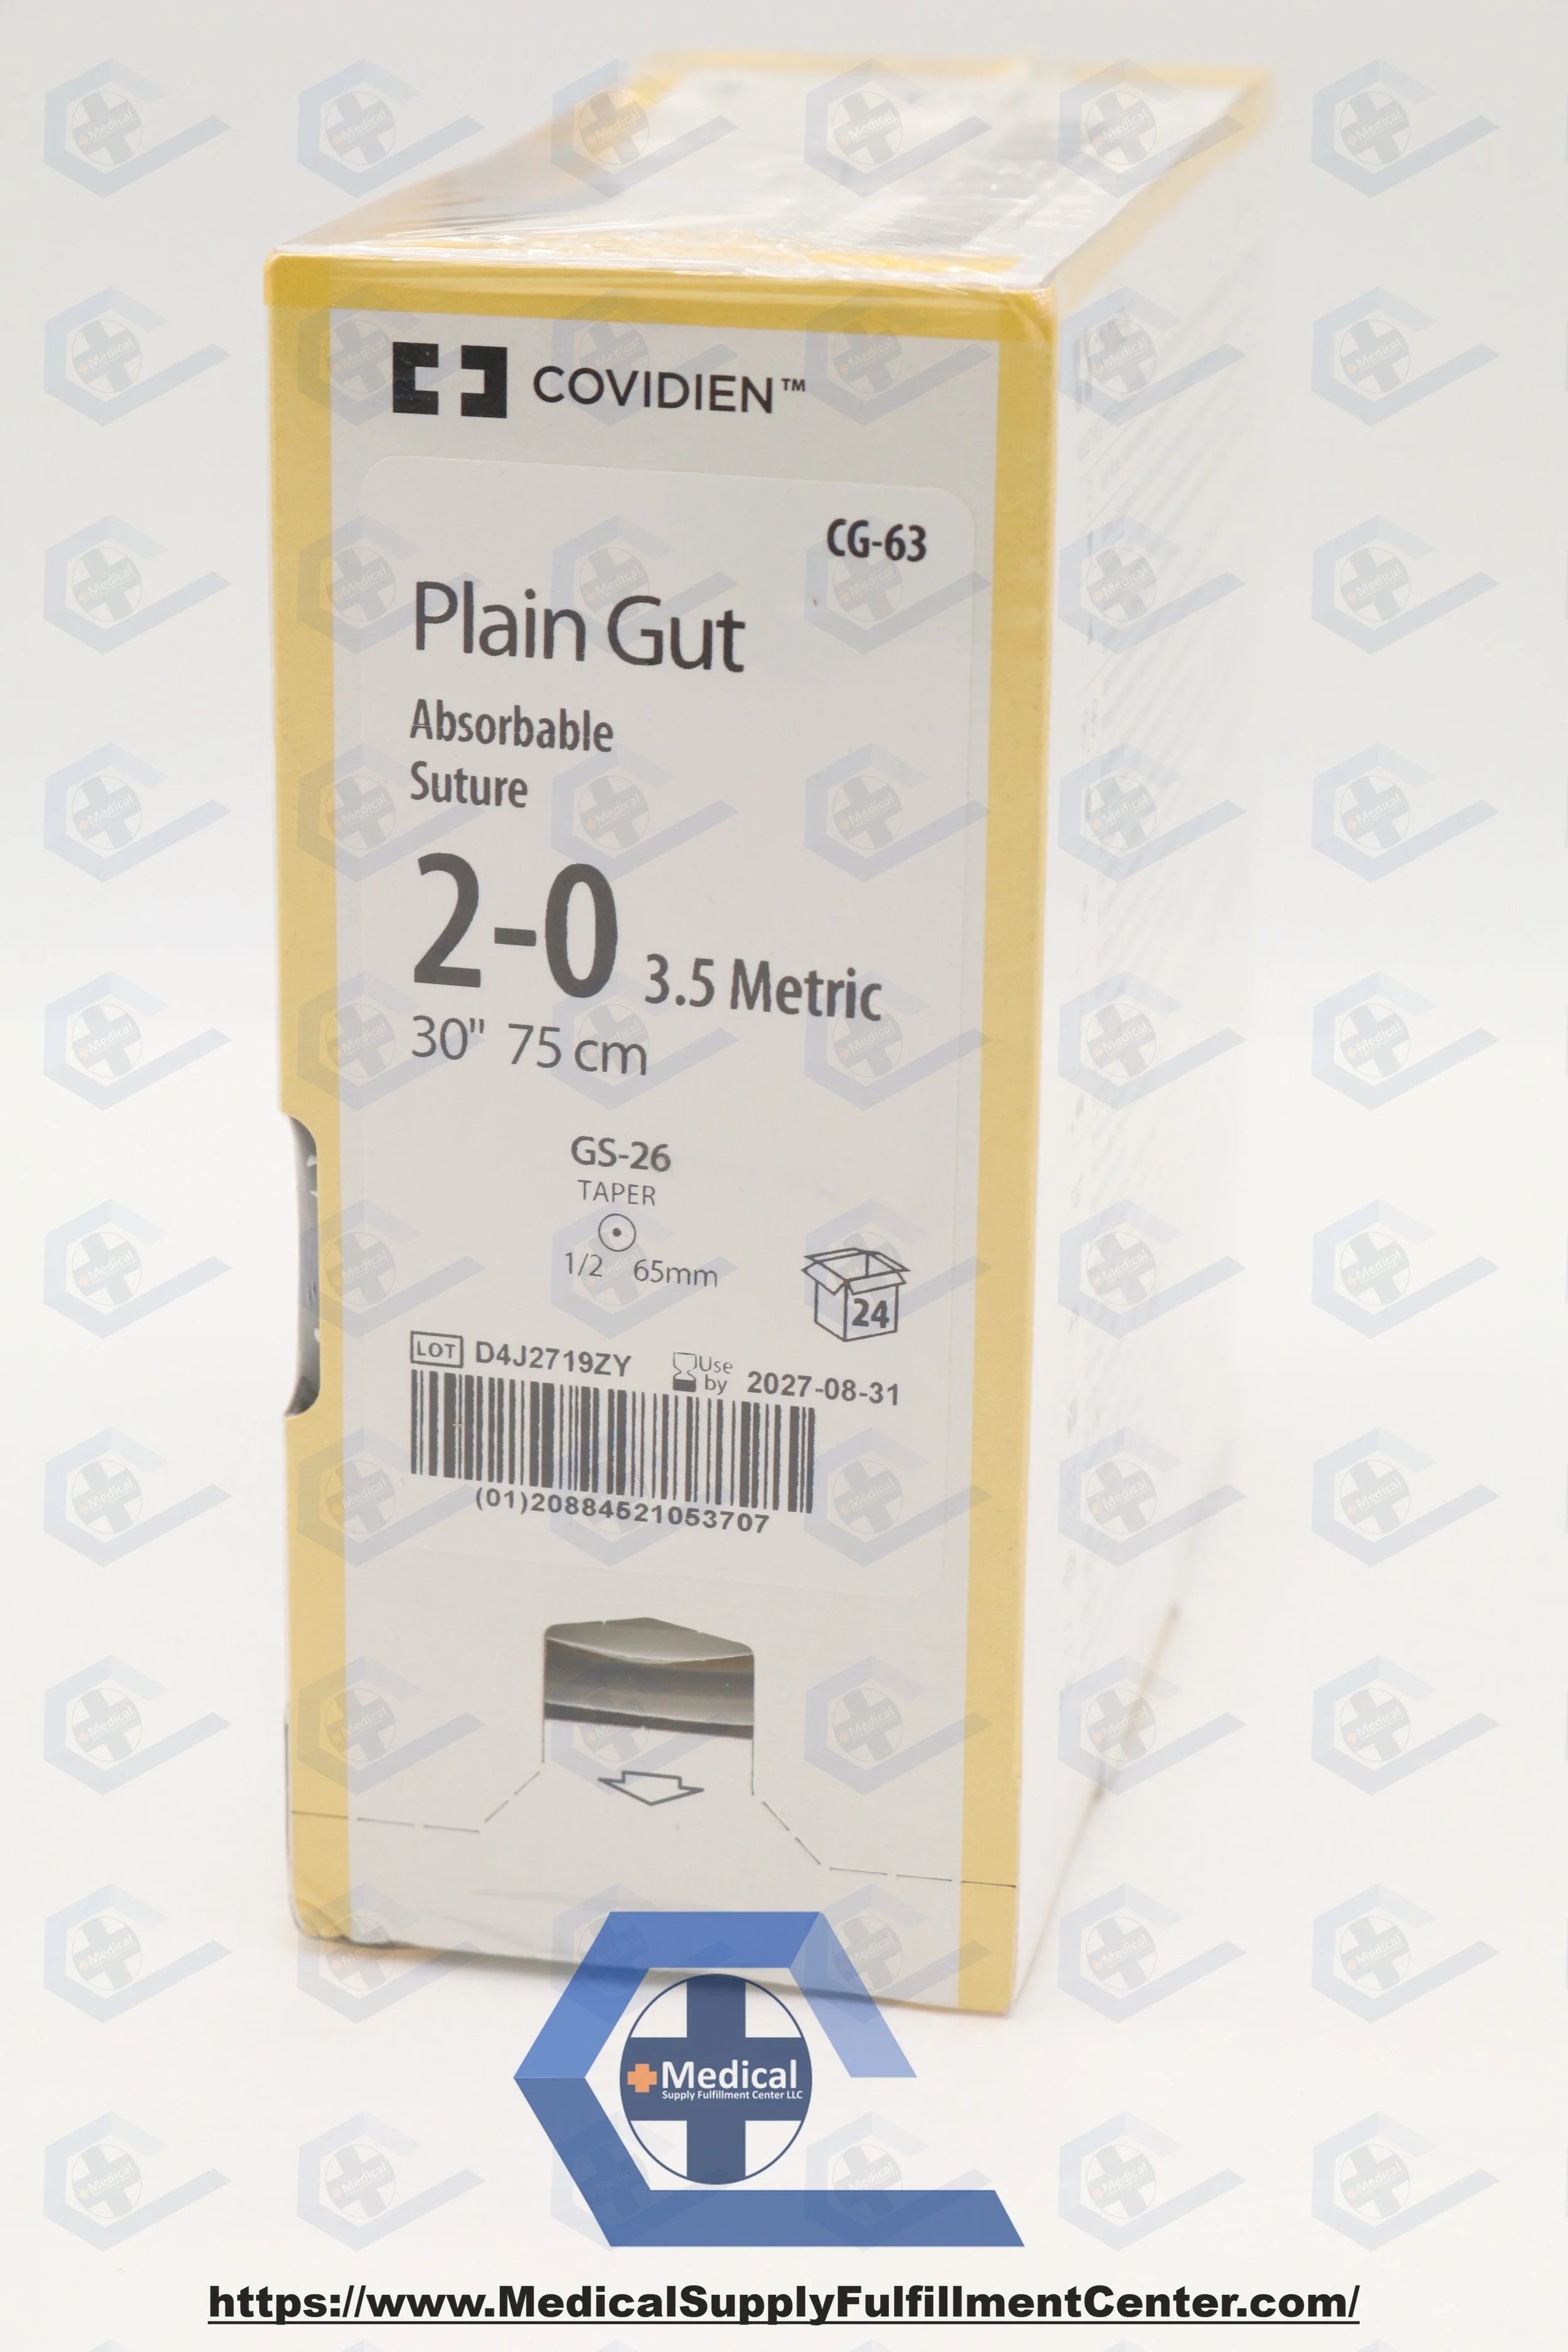 COVIDIEN™
CG-63
Plain Gut
Absorbable
Suture
2-0 3.5 Metric
30" 75 cm
GS-26
TAPER
1/2 65mm
24
LOT D4J2719ZY Use by 2027-08-31
(01)20884521053707
Medical
Supply Fulfillment Center LLC
https://www.MedicalSupplyFulfillmentCenter.com/